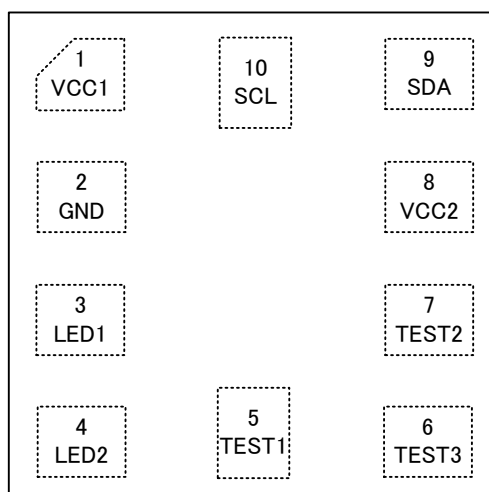 1
VCC1
10
SCL
9
SDA
2
GND
8
VCC2
3
LED1
7
TEST2
4
LED2
5
TEST1
6
TEST3